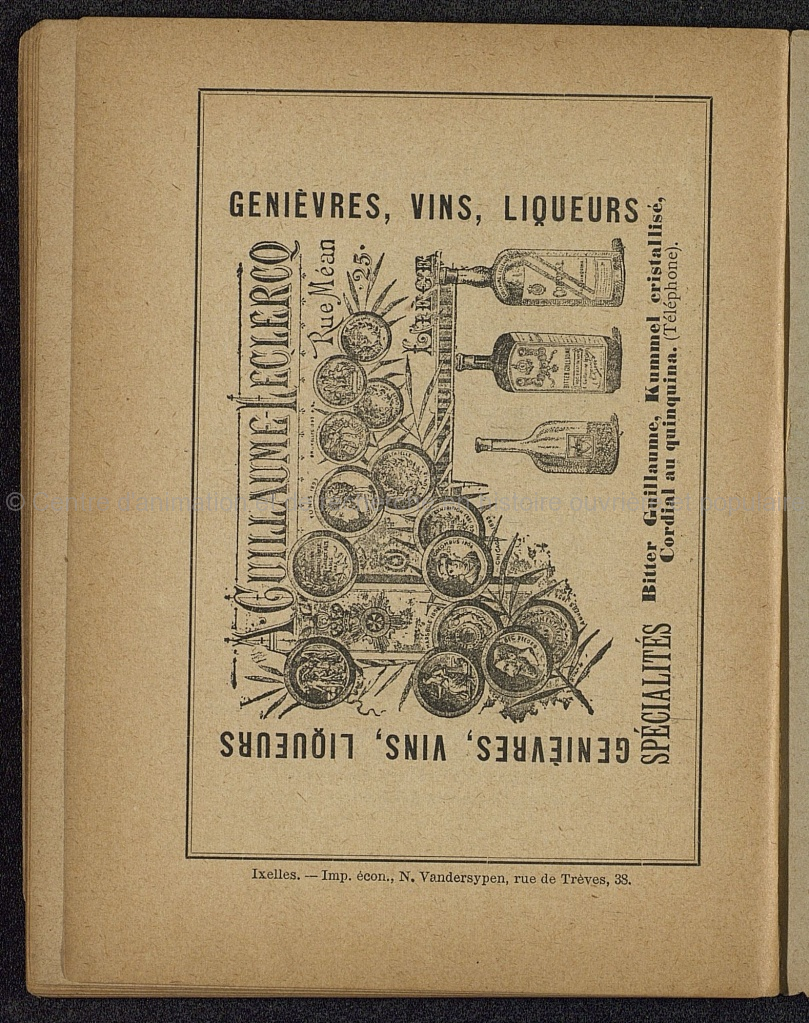 GENIÈVRES, VINS, LIQUEURS
A. GUILLAUME LECLERCQ
Rue Méan 25.
LIEGE
GENIÈVRES, VINS, LIQUEURS
SPÉCIALITÉS Bitter Guillaume, Kummel cristallisé,
Cordial au quinquina. (Téléphone).
Ixelles. — Imp. écon., N. Vandersypen, rue de Trèves, 38.